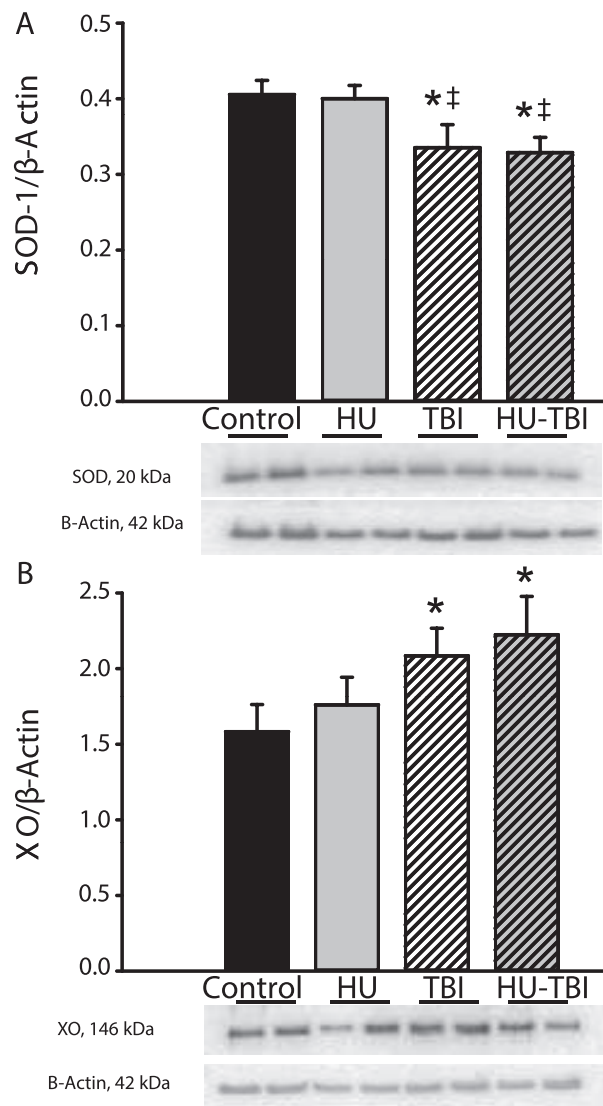 A
0.5
0.4
0.3
0.2
0.1
0.0
SOD-1/β-Actin
*‡
*‡
Control HU TBI HU-TBI
SOD, 20 kDa
B-Actin, 42 kDa
B
2.5
2.0
1.5
1.0
0.5
0.0
XO/β-Actin
*
*
Control HU TBI HU-TBI
XO, 146 kDa
B-Actin, 42 kDa